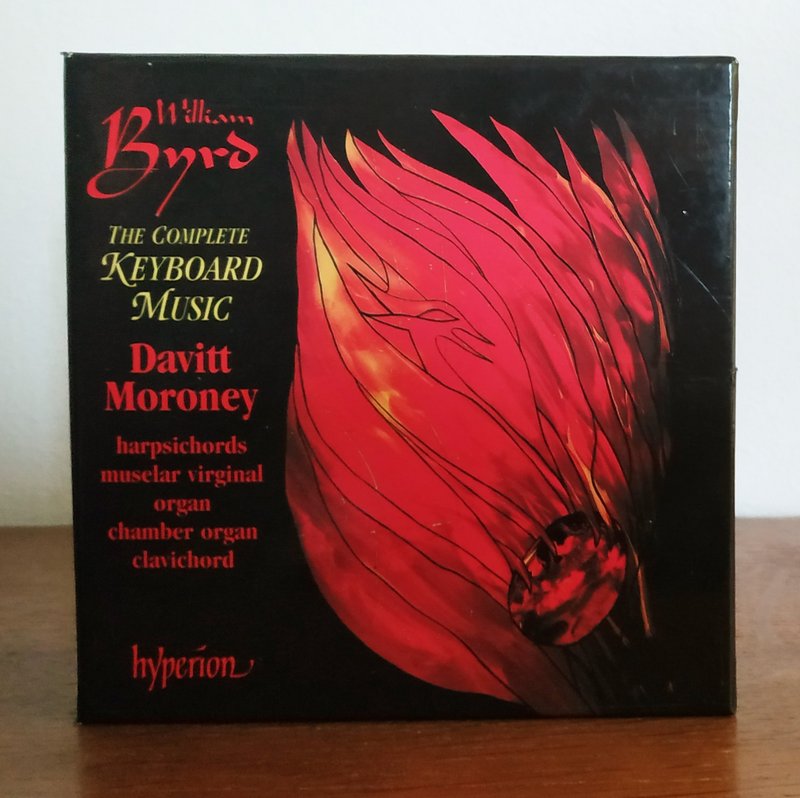 William
Byrd
THE COMPLETE
KEYBOARD
MUSIC
Davitt
Moroney
harpsichords
muselar virginal
organ
chamber organ
clavichord
hyperion